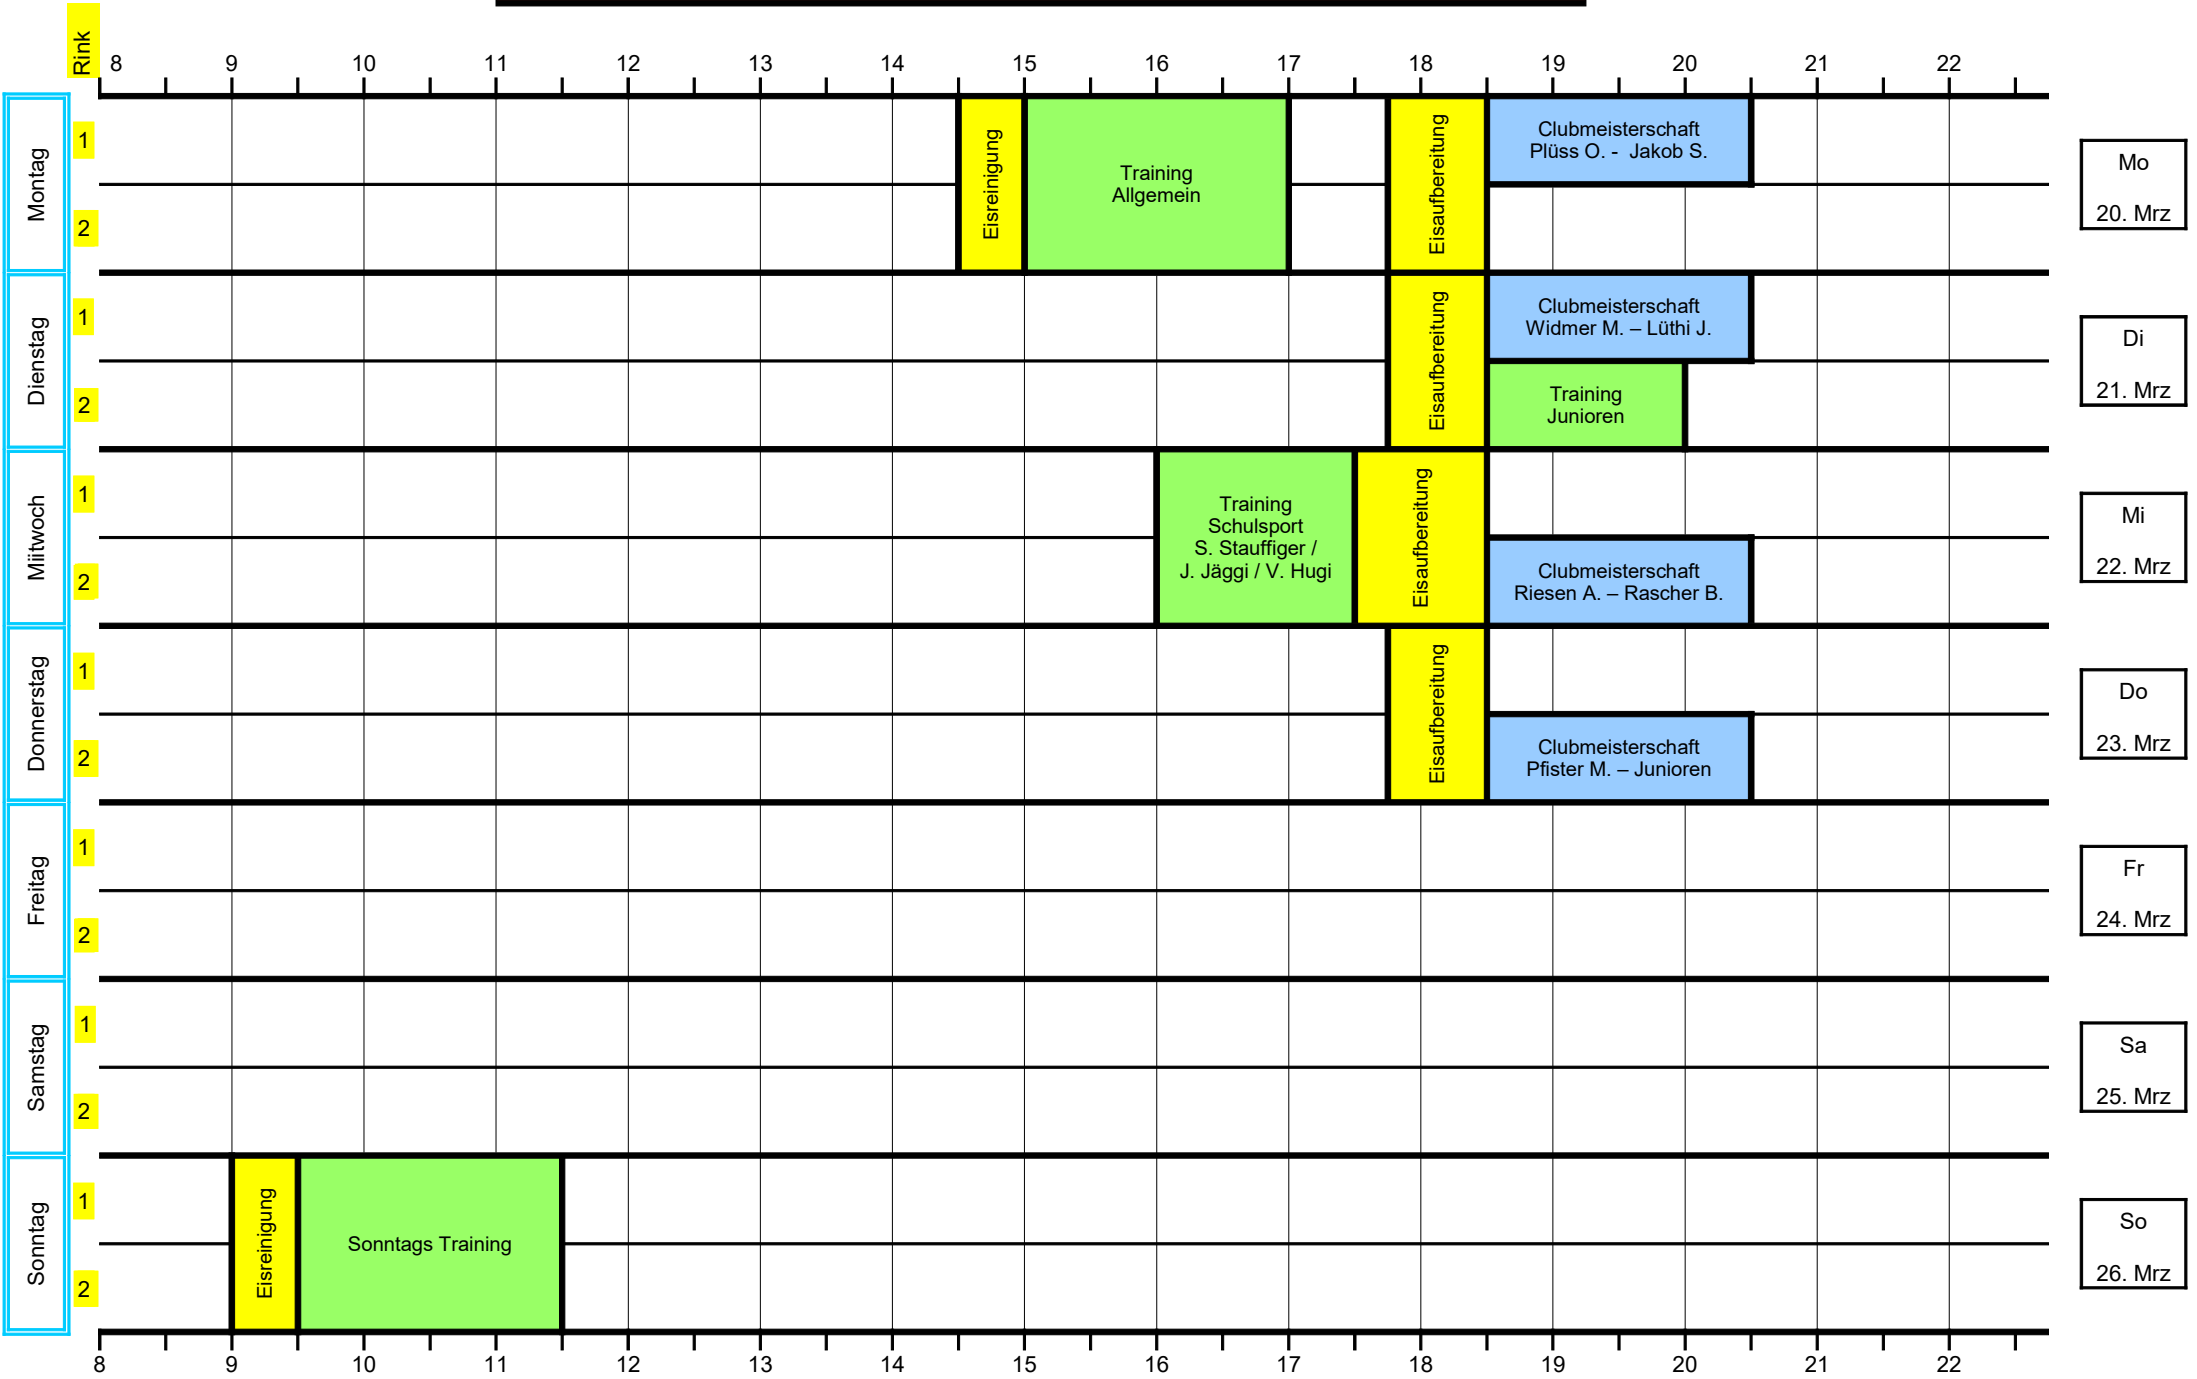 Rink
8 9 10 11 12 13 14 15 16 17 18 19 20 21 22
Montag
1
2
Eisreinigung
Training
Allgemein
Eisaufbereitung
Clubmeisterschaft
Plüss O. - Jakob S.
Mo
20. Mrz
Dienstag
1
2
Eisaufbereitung
Clubmeisterschaft
Widmer M. – Lüthi J.
Training
Junioren
Di
21. Mrz
Miitwoch
1
2
Training
Schulsport
S. Stauffiger /
J. Jäggi / V. Hugi
Eisaufbereitung
Clubmeisterschaft
Riesen A. – Rascher B.
Mi
22. Mrz
Donnerstag
1
2
Eisaufbereitung
Clubmeisterschaft
Pfister M. – Junioren
Do
23. Mrz
Freitag
1
2
Fr
24. Mrz
Samstag
1
2
Sa
25. Mrz
Sonntag
1
2
Eisreinigung
Sonntags Training
So
26. Mrz
8 9 10 11 12 13 14 15 16 17 18 19 20 21 22